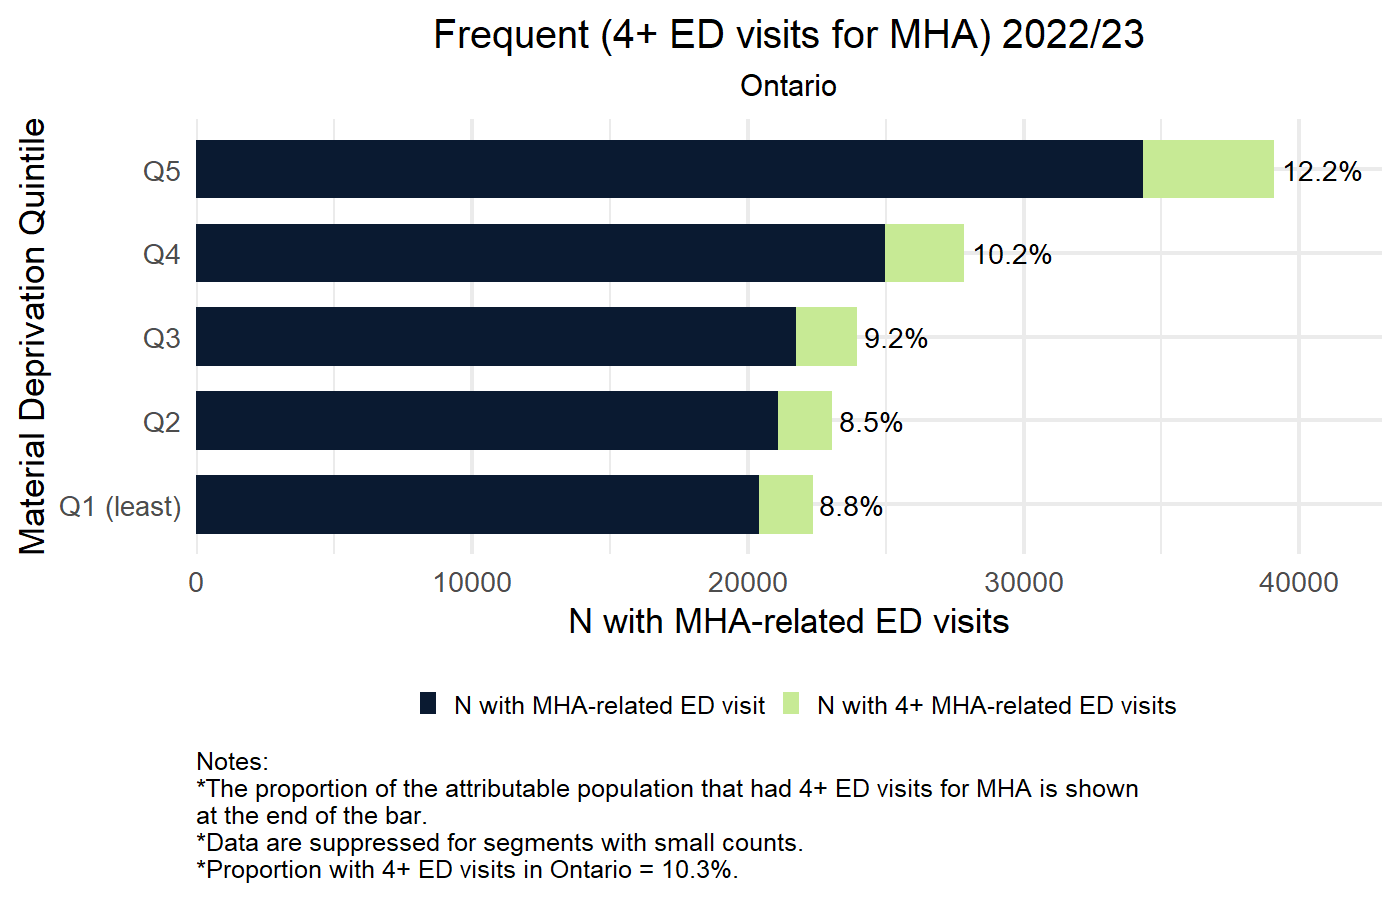 Frequent (4+ ED visits for MHA) 2022/23
Ontario
Material Deprivation Quintile
Q5
12.2%
Q4
10.2%
Q3
9.2%
Q2
8.5%
Q1 (least)
8.8%
0 10000 20000 30000 40000
N with MHA-related ED visits
N with MHA-related ED visit N with 4+ MHA-related ED visits
Notes:
*The proportion of the attributable population that had 4+ ED visits for MHA is shown
at the end of the bar.
*Data are suppressed for segments with small counts.
*Proportion with 4+ ED visits in Ontario = 10.3%.